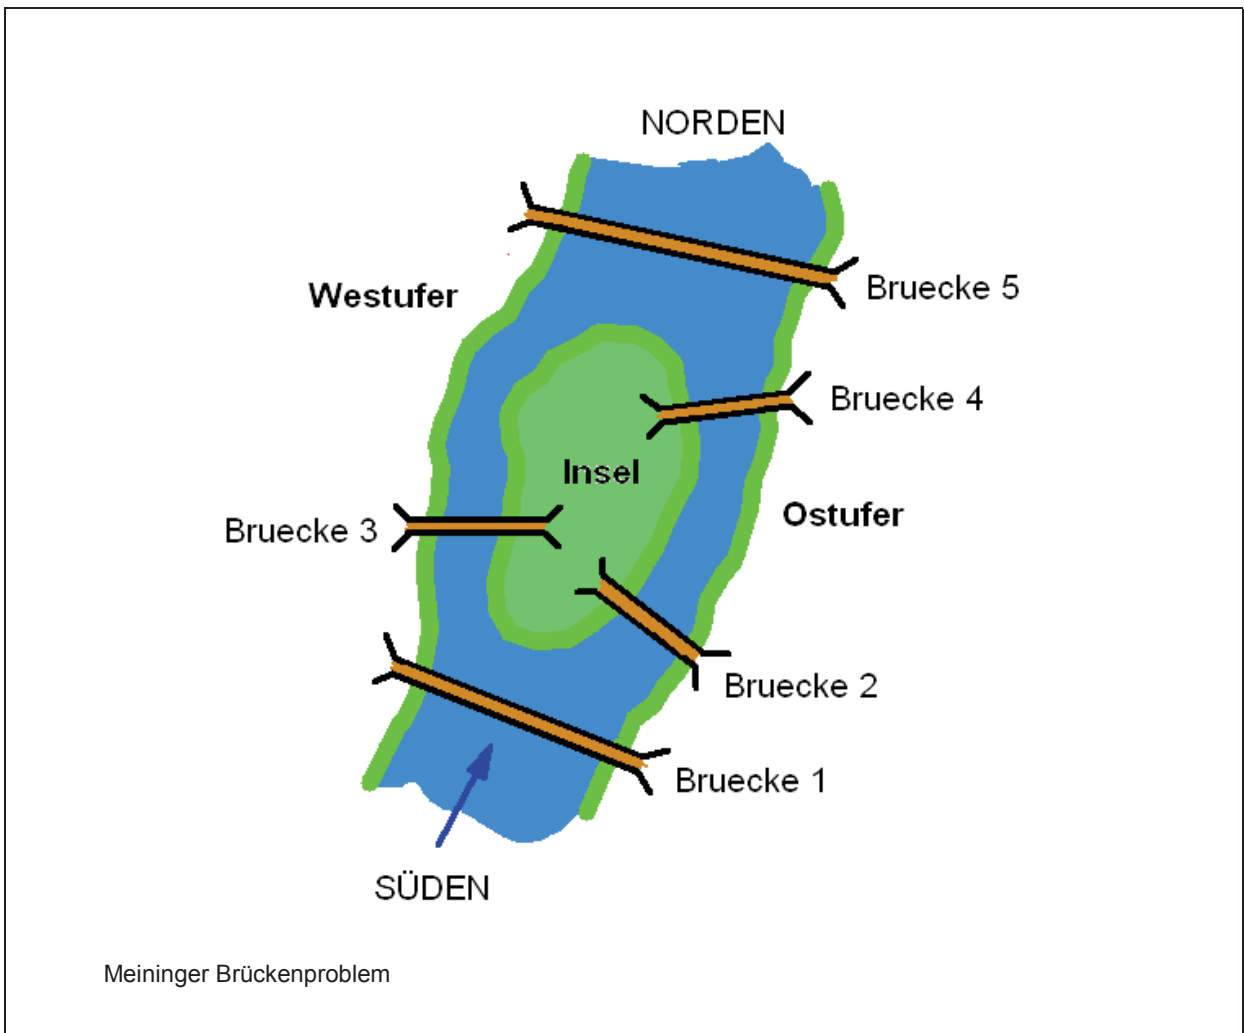 NORDEN
Bruecke 5
Westufer
Bruecke 4
Insel
Ostufer
Bruecke 3
Bruecke 2
Bruecke 1
SÜDEN
Meininger Brückenproblem